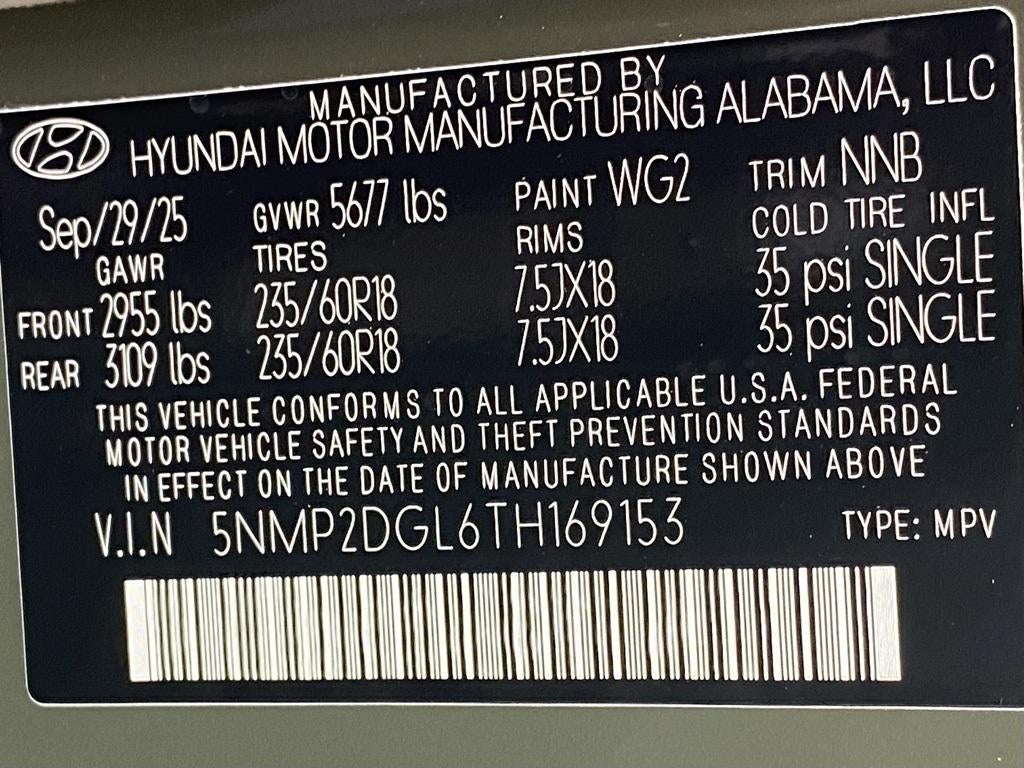 MANUFACTURED BY
HYUNDAI MOTOR MANUFACTURING ALABAMA, LLC
Sep/29/25 GVWR 5677 lbs PAINT WG2 TRIM NNB
GAWR TIRES RIMS COLD TIRE INFL
FRONT 2955 lbs 235/60R18 7.5JX18 35 psi SINGLE
REAR 3109 lbs 235/60R18 7.5JX18 35 psi SINGLE
THIS VEHICLE CONFORMS TO ALL APPLICABLE U.S.A. FEDERAL
MOTOR VEHICLE SAFETY AND THEFT PREVENTION STANDARDS
IN EFFECT ON THE DATE OF MANUFACTURE SHOWN ABOVE
V.I.N 5NMP2DGL6TH169153 TYPE: MPV